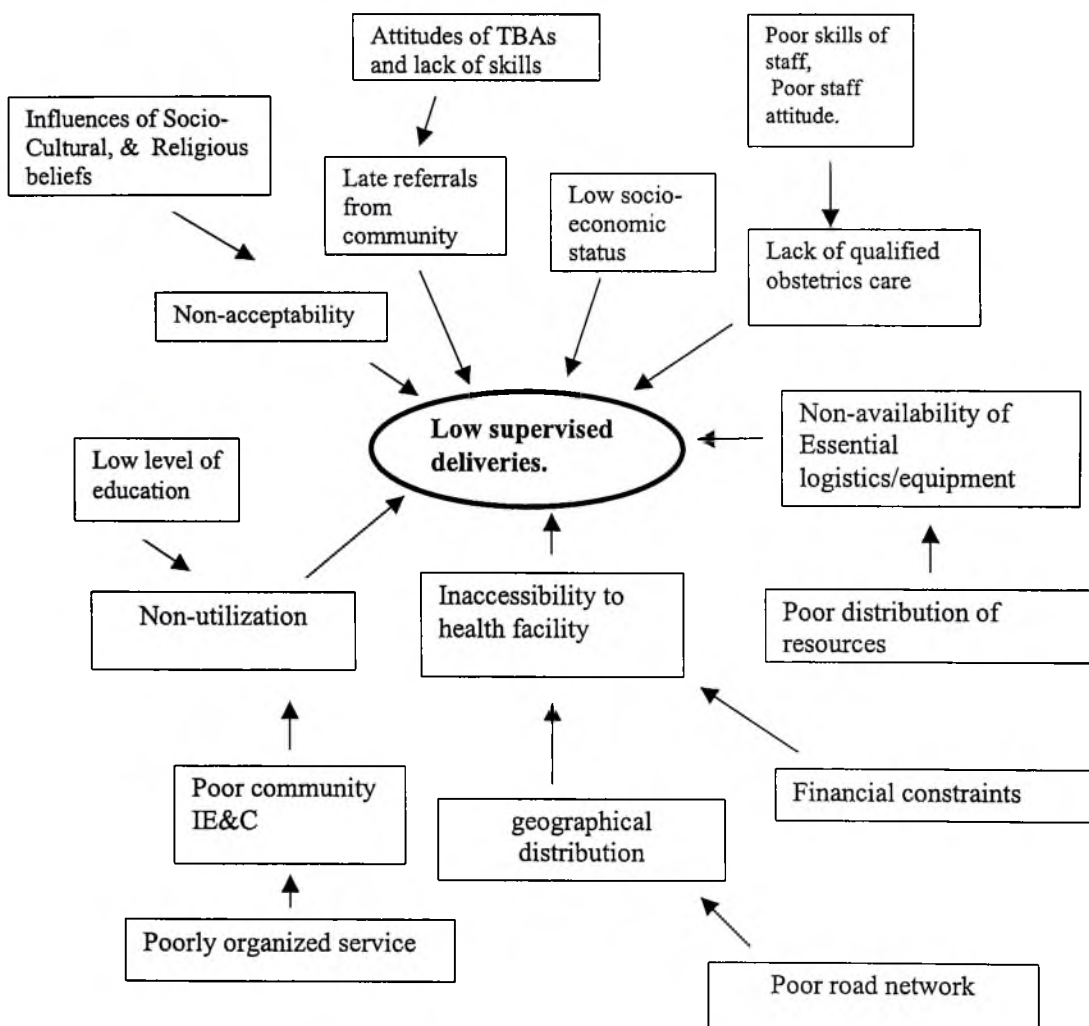 Attitudes of TBAs
and lack of skills
Poor skills of
staff,
Poor staff
attitude.
Influences of Socio-
Cultural, & Religious
beliefs
Late referrals
from
community
Low socio-
economic
status
Lack of qualified
obstetrics care
Non-acceptability
Low supervised
deliveries.
Non-availability of
Essential
logistics/equipment
Low level of
education
Non-utilization
Inaccessibility to
health facility
Poor distribution of
resources
Poor community
IE&C
geographical
distribution
Financial constraints
Poorly organized service
Poor road network